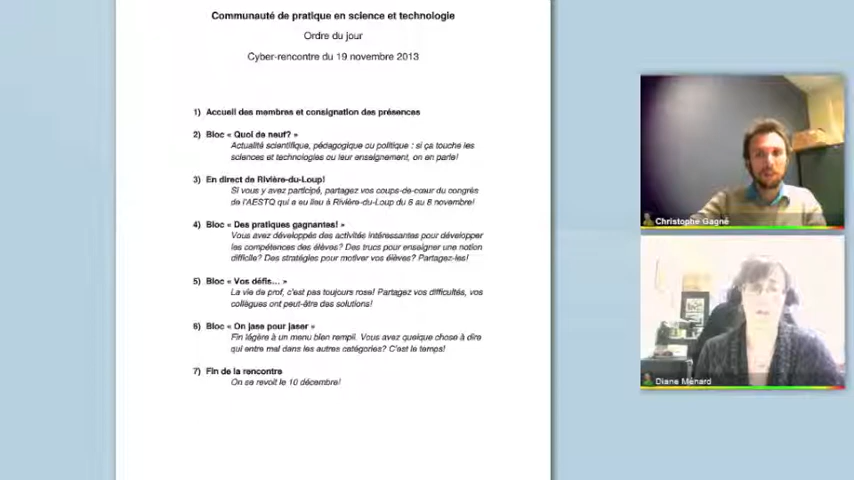 Communauté de pratique en science et technologie
Ordre du jour
Cyber-rencontre du 19 novembre 2013
1) Accueil des membres et consignation des présences
2) Bloc « Quoi de neuf? »
Actualité scientifique, pédagogique ou politique : si ça touche les
sciences et technologies ou leur enseignement, on en parle!
3) En direct de Rivière-du-Loup!
Si vous y avez participé, partagez vos coups-de-cœur du congrès
de l'AESTQ qui a eu lieu à Rivière-du-Loup du 6 au 8 novembre!
4) Bloc « Des pratiques gagnantes! »
Vous avez développés des activités intéressantes pour développer
les compétences des élèves? Des trucs pour enseigner une notion
difficile? Des stratégies pour motiver vos élèves? Partagez-les!
5) Bloc « Vos défis... »
La vie de prof, c'est pas toujours rose! Partagez vos difficultés, vos
collègues ont peut-être des solutions!
6) Bloc « On jase pour jaser »
Fin légère à un menu bien rempli. Vous avez quelque chose à dire
qui entre mal dans les autres catégories? C'est le temps!
7) Fin de la rencontre
On se revoit le 10 décembre!
Christophe Gagné
Diane Ménard